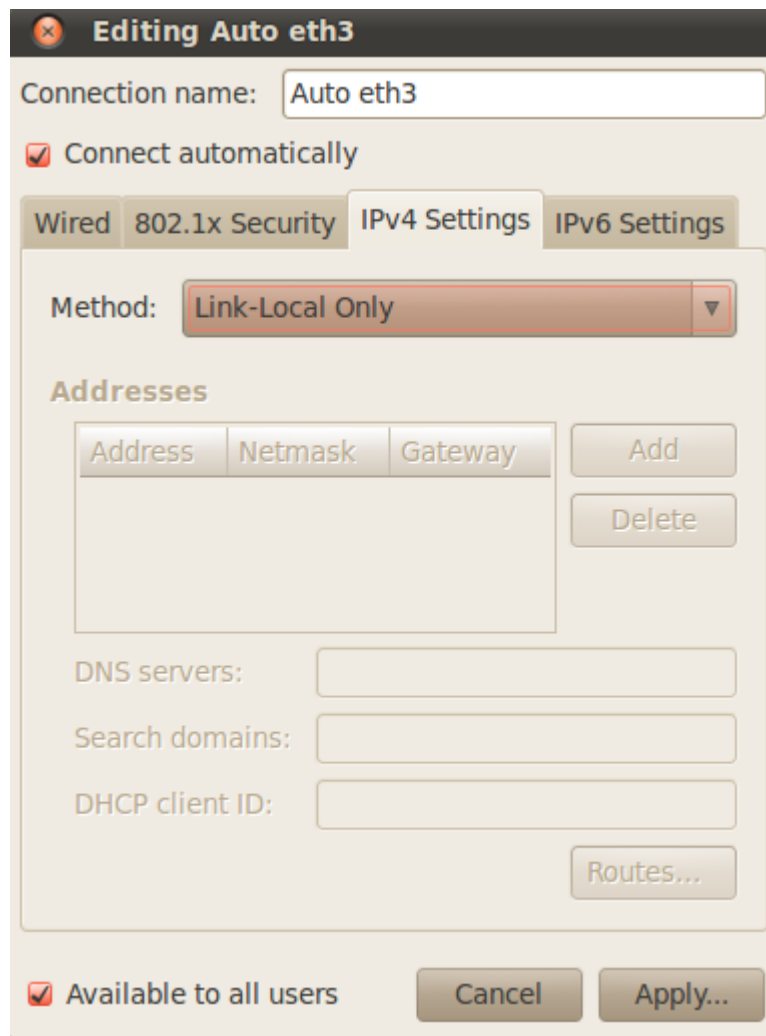 Editing Auto eth3
Connection name: Auto eth3
Connect automatically
Wired 802.1x Security IPv4 Settings IPv6 Settings
Method: Link-Local Only
Addresses
Address Netmask Gateway Add
Delete
DNS servers:
Search domains:
DHCP client ID:
Routes...
Available to all users Cancel Apply...